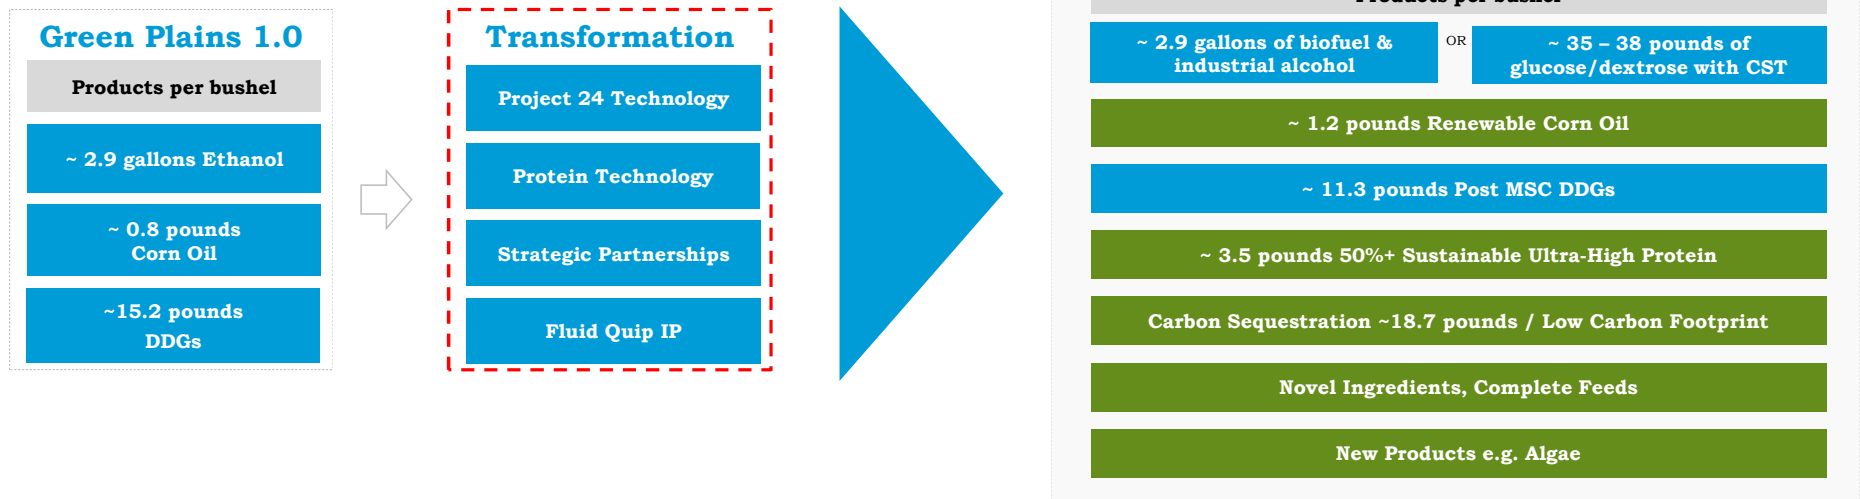 Green Plains 1.0
Products per bushel
~ 2.9 gallons Ethanol
~ 0.8 pounds
Corn Oil
~15.2 pounds
DDGs
Transformation
Project 24 Technology
Protein Technology
Strategic Partnerships
Fluid Quip IP
Products per bushel
~ 2.9 gallons of biofuel &
industrial alcohol
OR
~ 35 – 38 pounds of
glucose/dextrose with CST
~ 1.2 pounds Renewable Corn Oil
~ 11.3 pounds Post MSC DDGs
~ 3.5 pounds 50%+ Sustainable Ultra-High Protein
Carbon Sequestration ~18.7 pounds / Low Carbon Footprint
Novel Ingredients, Complete Feeds
New Products e.g. Algae